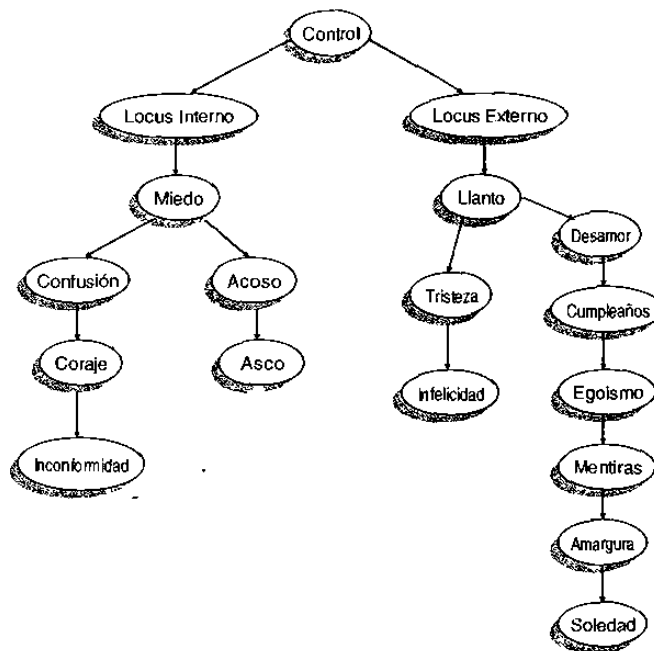 Control
Locus Interno
Locus Externo
Miedo
Llanto
Desamor
Confusión
Acoso
Tristeza
Cumpleaños
Coraje
Asco
Infelicidad
Egoismo
Inconformidad
Mentiras
Amargura
Soledad